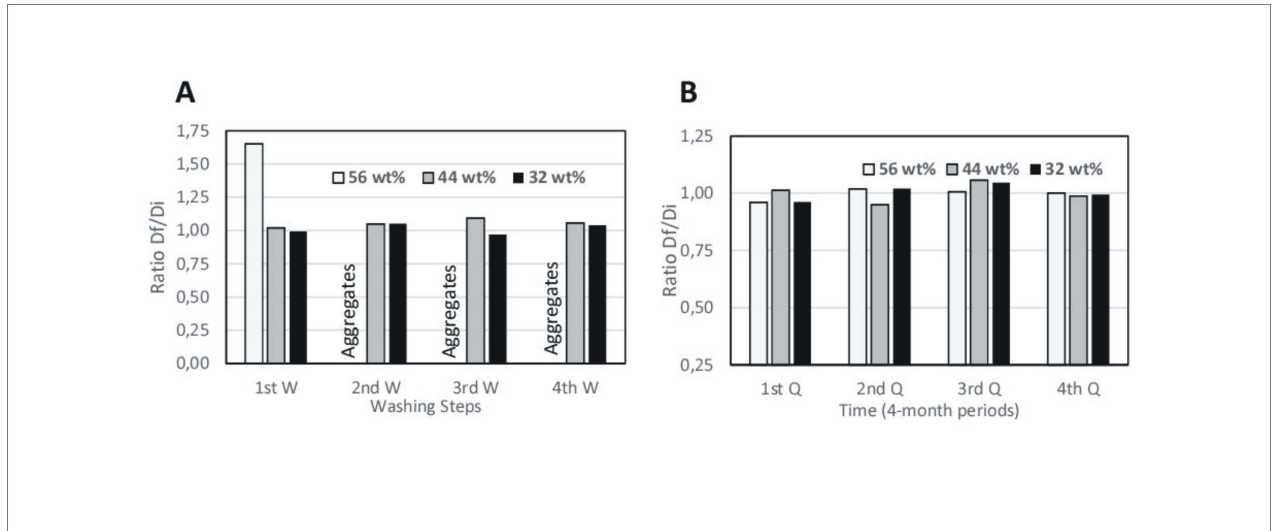 A
1,75
1,50
1,25
1,00
0,75
0,50
0,25
0,00
Ratio Df/Di
56 wt% 44 wt% 32 wt%
Aggregates
Aggregates
Aggregates
1st W 2nd W 3rd W 4th W
Washing Steps
B
1,25
1,00
0,75
0,50
0,25
Ratio Df/Di
56 wt% 44 wt% 32 wt%
1st Q 2nd Q 3rd Q 4th Q
Time (4-month periods)